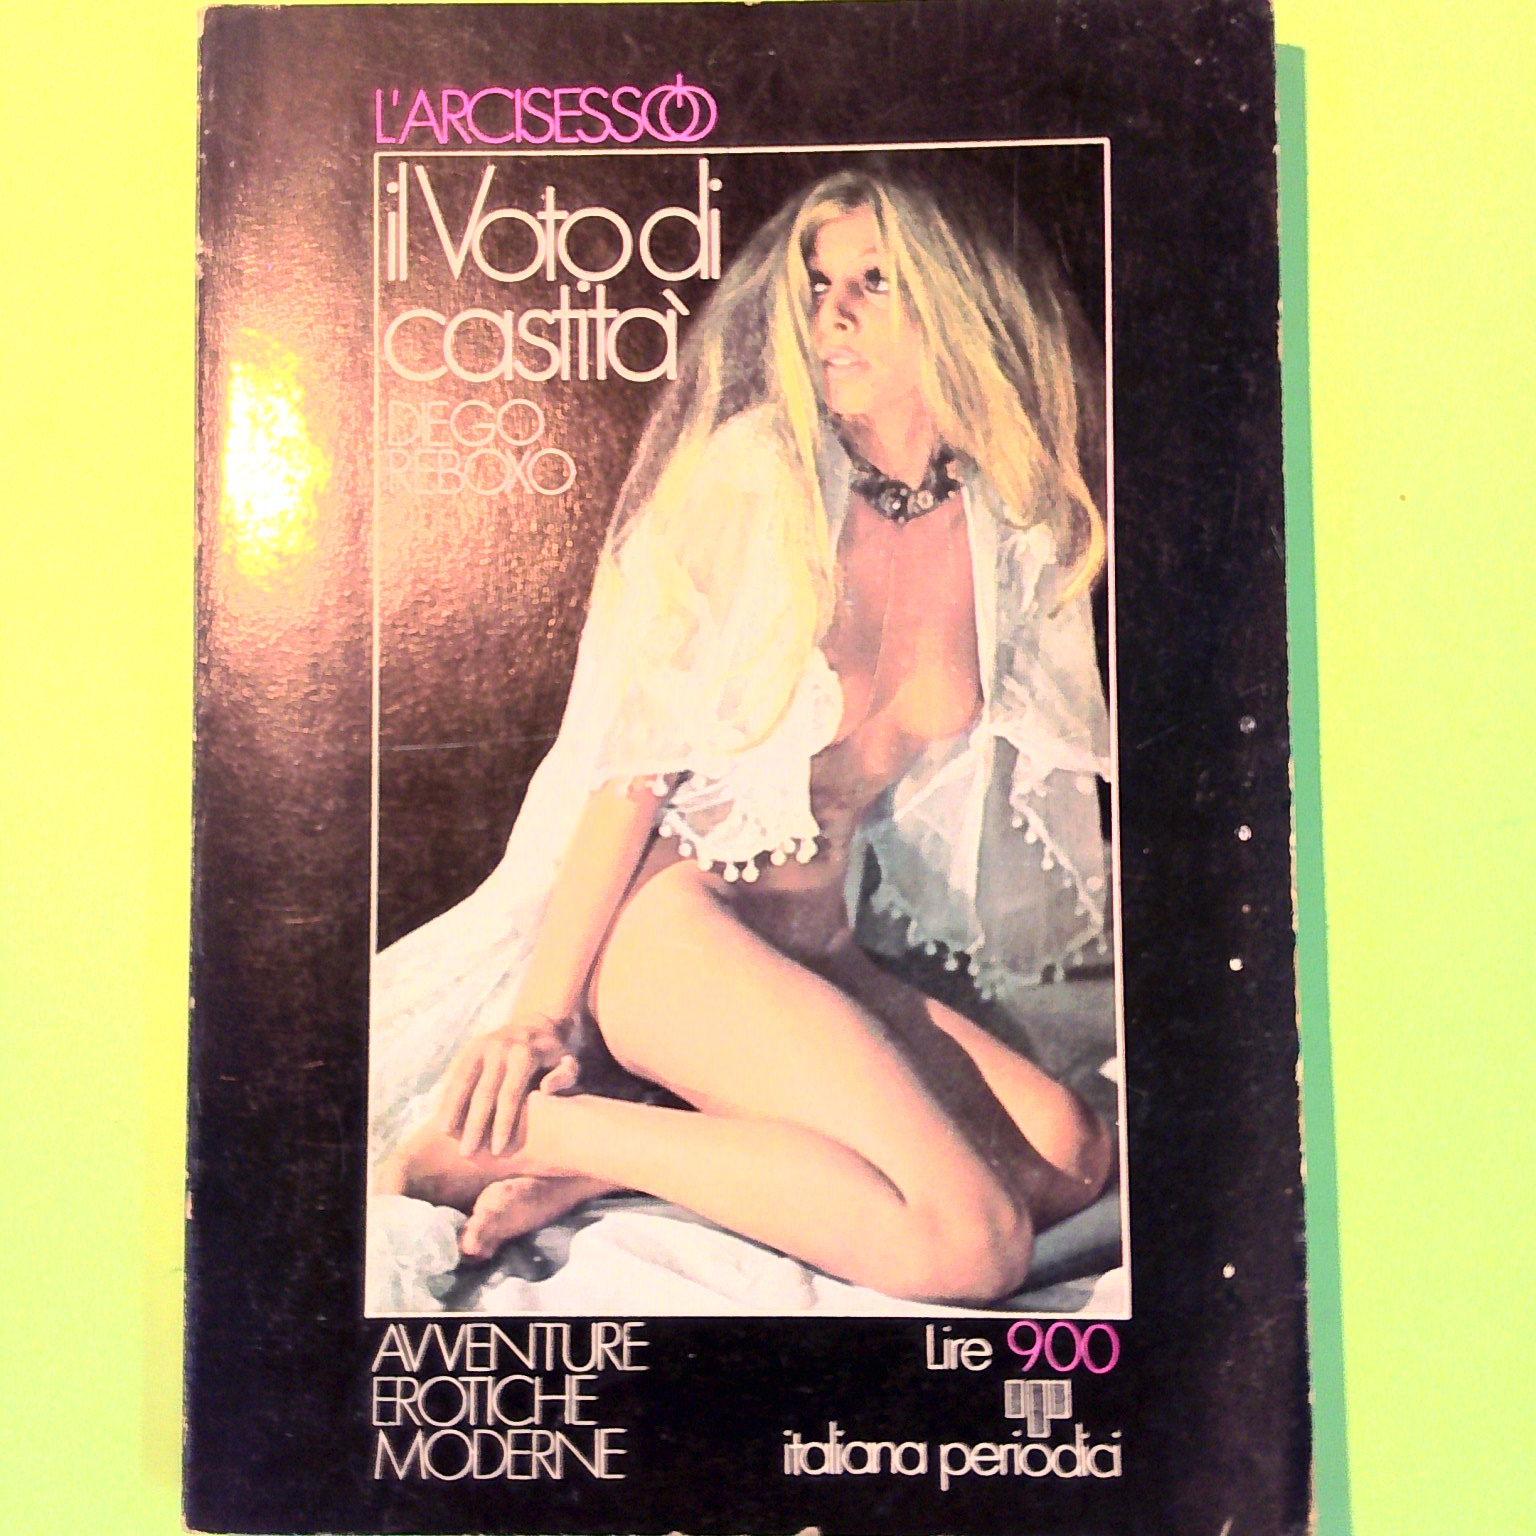 L'ARCISESSO
il Voto di
castità
DIEGO
REBOXO
AVVENTURE
EROTICHE
MODERNE
Lire 900
italiana periodici